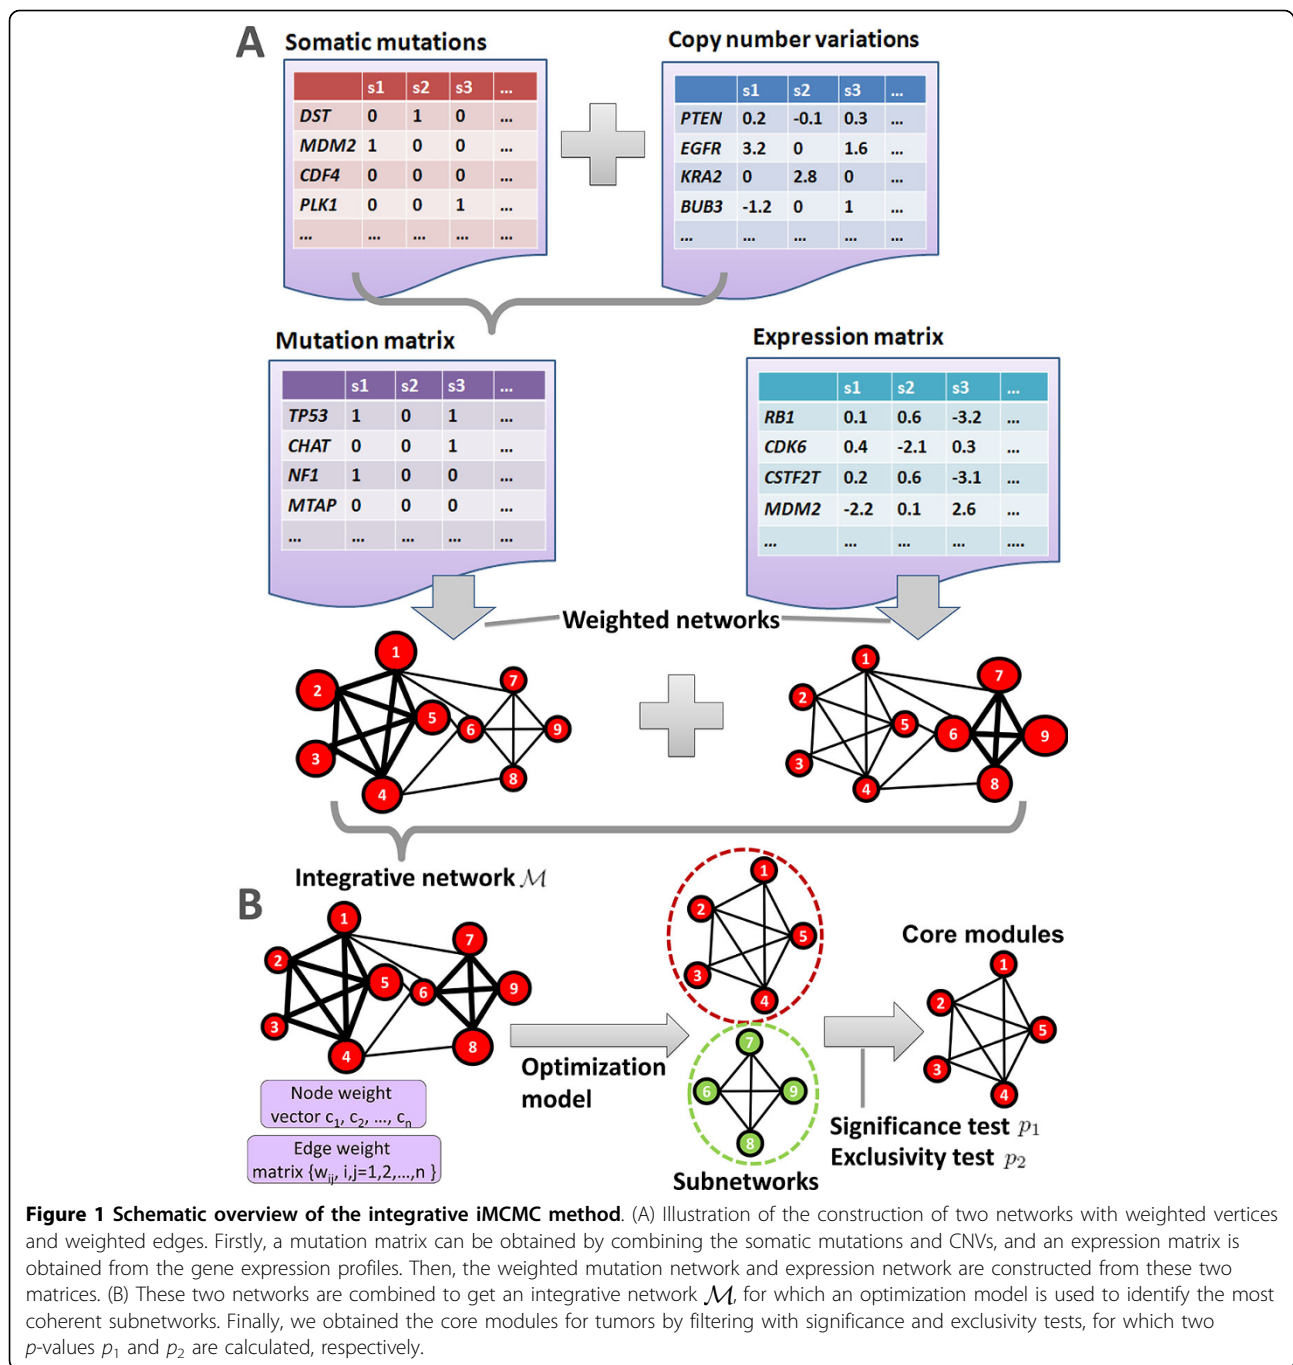 A
Somatic mutations
Copy number variations
s1 s2 s3 ...
DST 0 1 0 ...
MDM2 1 0 0 ...
CDF4 0 0 0 ...
PLK1 0 0 1 ...
... ... ... ... ...
s1 s2 s3 ...
PTEN 0.2 -0.1 0.3 ...
EGFR 3.2 0 1.6 ...
KRA2 0 2.8 0 ...
BUB3 -1.2 0 1 ...
... ... ... ... ...
Mutation matrix
Expression matrix
s1 s2 s3 ...
TP53 1 0 1 ...
CHAT 0 0 1 ...
NF1 1 0 0 ...
MTAP 0 0 0 ...
... ... ... ... ...
s1 s2 s3 ...
RB1 0.1 0.6 -3.2 ...
CDK6 0.4 -2.1 0.3 ...
CSTF2T 0.2 0.6 -3.1 ...
MDM2 -2.2 0.1 2.6 ...
... ... ... ... ....
Weighted networks
1
2
3
4
5
6
7
8
9
1
2
3
4
5
6
7
8
9
Integrative network ℳ
B
1
2
3
4
5
6
7
8
9
Node weight
vector c₁, c₂, ..., cₙ
Edge weight
matrix {wᵢⱼ, i,j=1,2,...,n }
Optimization
model
1
2
3
4
5
7
6
9
8
Subnetworks
Core modules
1
2
3
4
5
Significance test p₁
Exclusivity test p₂
Figure 1 Schematic overview of the integrative iMCMC method. (A) Illustration of the construction of two networks with weighted vertices
and weighted edges. Firstly, a mutation matrix can be obtained by combining the somatic mutations and CNVs, and an expression matrix is
obtained from the gene expression profiles. Then, the weighted mutation network and expression network are constructed from these two
matrices. (B) These two networks are combined to get an integrative network ℳ, for which an optimization model is used to identify the most
coherent subnetworks. Finally, we obtained the core modules for tumors by filtering with significance and exclusivity tests, for which two
p-values p₁ and p₂ are calculated, respectively.